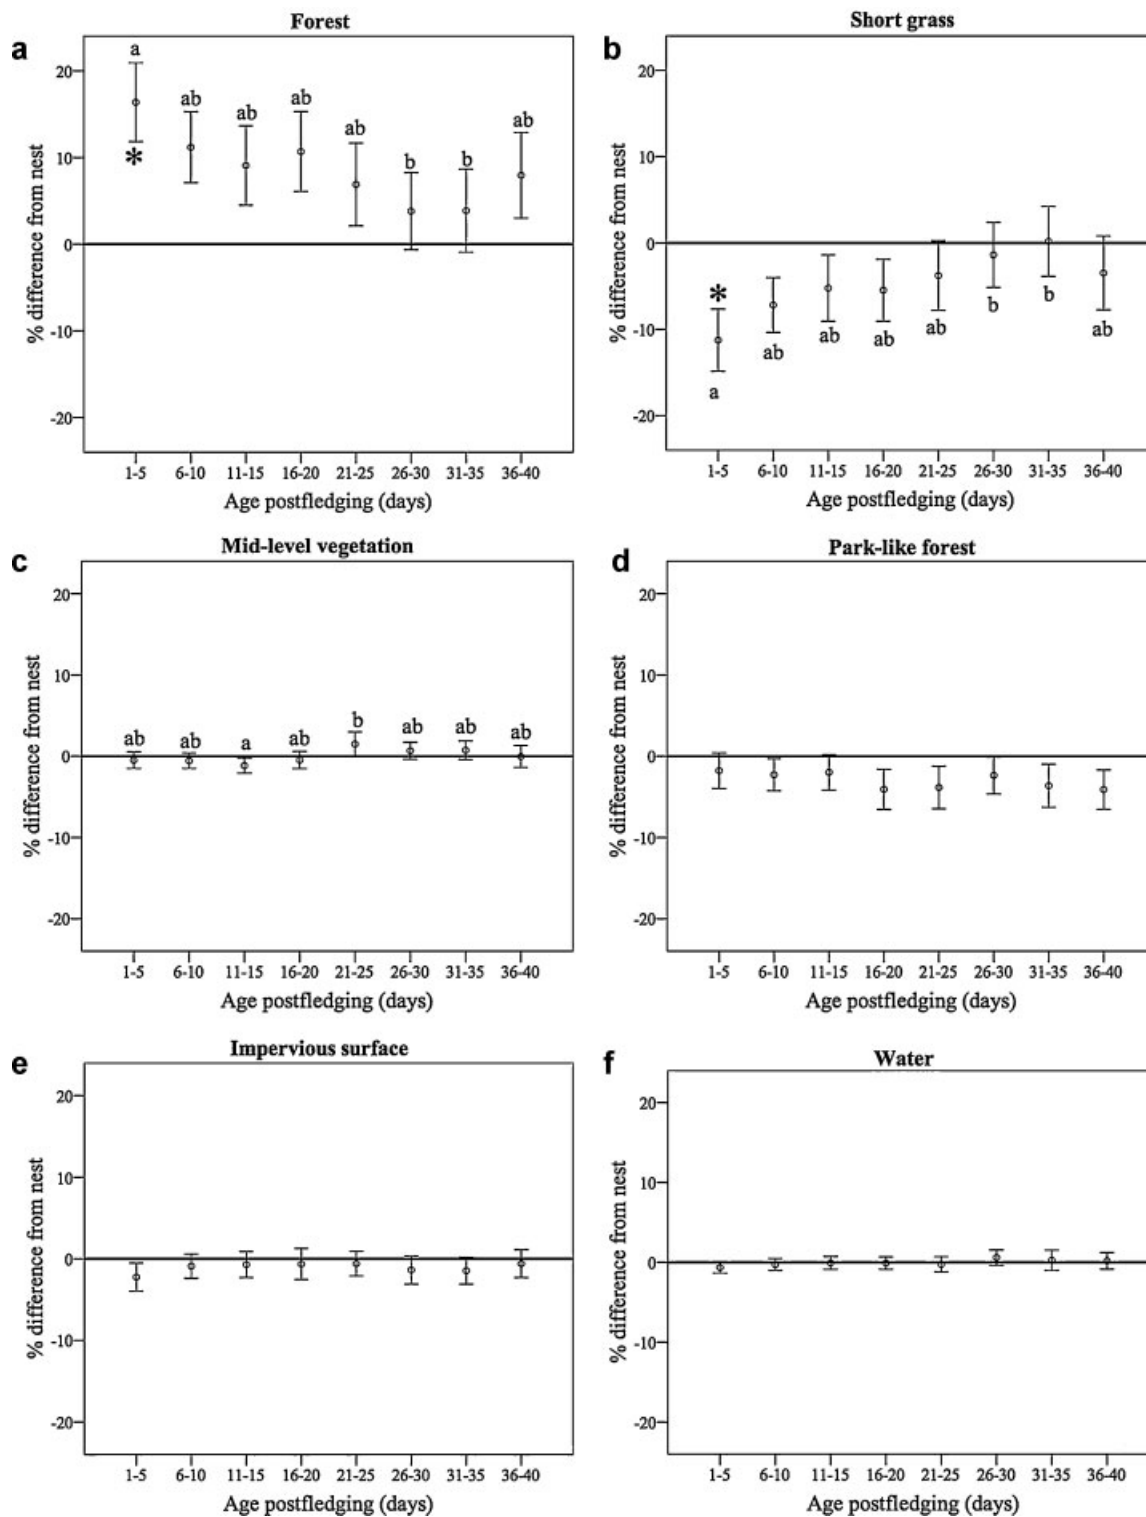 a
Forest
% difference from nest
20
10
0
-10
-20
a
ab
ab
ab
ab
b
b
ab
*
1-5 6-10 11-15 16-20 21-25 26-30 31-35 36-40
Age postfledging (days)
b
Short grass
% difference from nest
20
10
0
-10
-20
*
a
ab
ab
ab
ab
b
b
ab
1-5 6-10 11-15 16-20 21-25 26-30 31-35 36-40
Age postfledging (days)
c
Mid-level vegetation
% difference from nest
20
10
0
-10
-20
ab ab a ab b ab ab ab
1-5 6-10 11-15 16-20 21-25 26-30 31-35 36-40
Age postfledging (days)
d
Park-like forest
% difference from nest
20
10
0
-10
-20
1-5 6-10 11-15 16-20 21-25 26-30 31-35 36-40
Age postfledging (days)
e
Impervious surface
% difference from nest
20
10
0
-10
-20
1-5 6-10 11-15 16-20 21-25 26-30 31-35 36-40
Age postfledging (days)
f
Water
% difference from nest
20
10
0
-10
-20
1-5 6-10 11-15 16-20 21-25 26-30 31-35 36-40
Age postfledging (days)